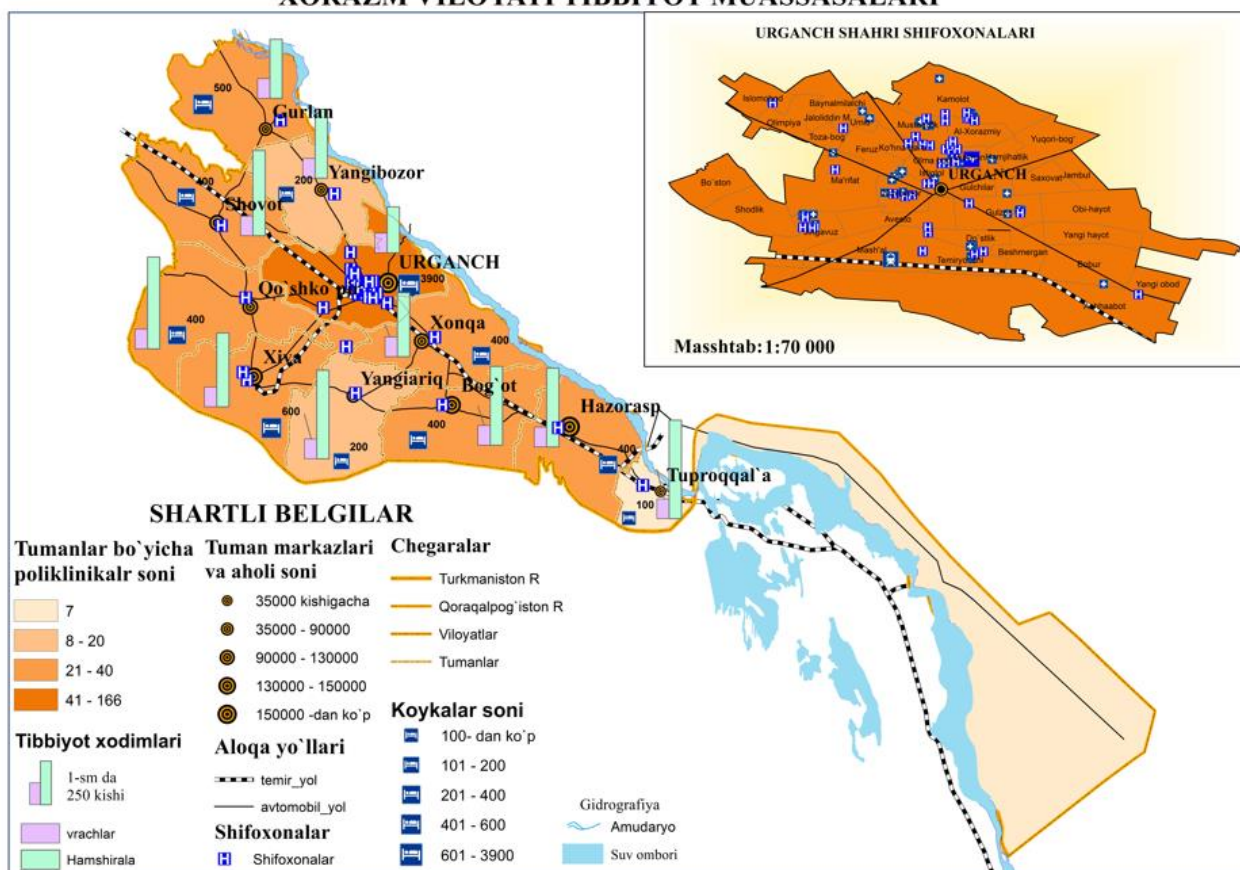 XORAZM VILOYATI TIBBIYOT MUASSASALARI
URGANCH SHAHRI SHIFOXONALARI
Islomobod
Baynalmilalchi
Kamolot
Olimpiya
Jaloliddin M.
Toza-bog
Al-Xorazmiy
Yuqori-bog'
Feruz
Ma'rifat
URGANCH
Gulchilar
Saxovat
Jambul
Bo'ston
Shodlik
Obi-hayot
Avesto
Do'stlik
Yangi hayot
Mash'al
Beshmergan
Bobur
Yangi obod
Masshtab:1:70 000
500
Gurlan
200
Yangibozor
400
Shovot
URGANCH
3900
400
Xonqa
400
Xiva
Yangiariq
Bog`ot
600
200
400
Hazorasp
400
Tuproqqal`a
100
SHARTLI BELGILAR
Tumanlar bo`yicha
poliklinikalr soni
7
8 - 20
21 - 40
41 - 166
Tibbiyot xodimlari
1-sm da
250 kishi
vrachlar
Hamshirala
Tuman markazlari
va aholi soni
35000 kishigacha
35000 - 90000
90000 - 130000
130000 - 150000
150000 -dan ko`p
Aloqa yo`llari
temir_yol
avtomobil_yol
Shifoxonalar
H Shifoxonalar
Chegaralar
Turkmaniston R
Qoraqalpog`iston R
Viloyatlar
Tumanlar
Koykalar soni
100- dan ko`p
101 - 200
201 - 400
401 - 600
601 - 3900
Gidrografiya
Amudaryo
Suv ombori